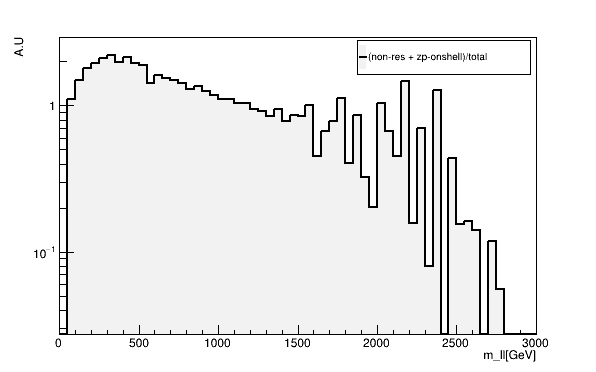 A.U
(non-res + zp-onshell)/total
1
10⁻¹
0 500 1000 1500 2000 2500 3000
m_ll[GeV]